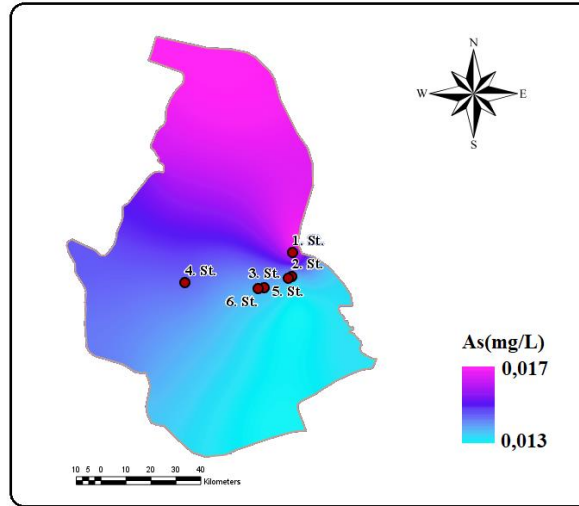 N
W E
S
1. St.
2. St.
4. St.
3. St.
5. St.
6. St.
As(mg/L)
0,017
0,013
10 5 0 10 20 30 40
Kilometers